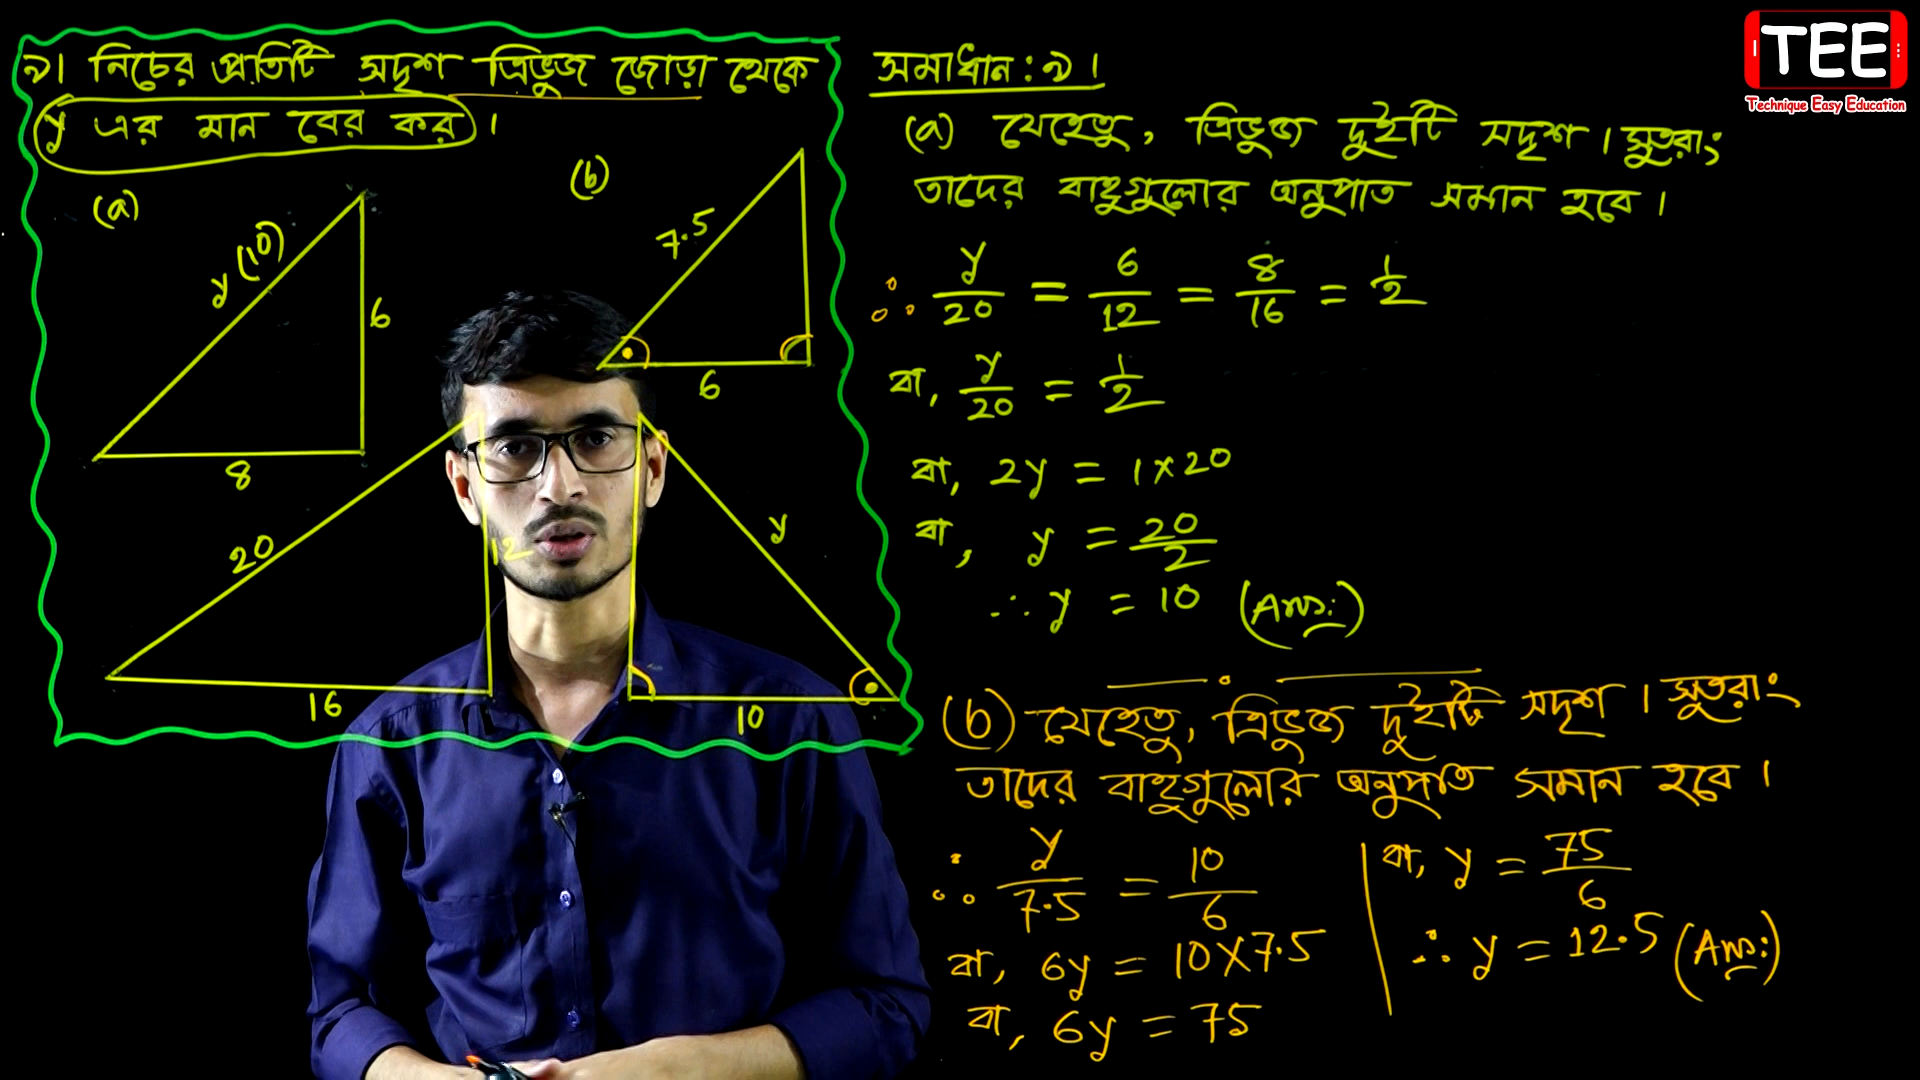 ৯। নিচের প্রতিটি সদৃশ ত্রিভুজ জোড়া থেকে
y এর মান বের কর।
(a)
y (10)
6
8
20
12
16
(b)
7.5
6
y
10
সমাধান: ৯।
(a) যেহেতু, ত্রিভুজ দুইটি সদৃশ। সুতরাং
তাদের বাহুগুলোর অনুপাত সমান হবে।
∴ y/20 = 6/12 = 8/16 = 1/2
বা, y/20 = 1/2
বা, 2y = 1×20
বা, y = 20/2
∴ y = 10 (Ans:)
(b) যেহেতু, ত্রিভুজ দুইটি সদৃশ। সুতরাং
তাদের বাহুগুলোর অনুপাত সমান হবে।
∴ y/7.5 = 10/6
বা, 6y = 10×7.5
বা, 6y = 75
বা, y = 75/6
∴ y = 12.5 (Ans:)
TEE
Technique Easy Education